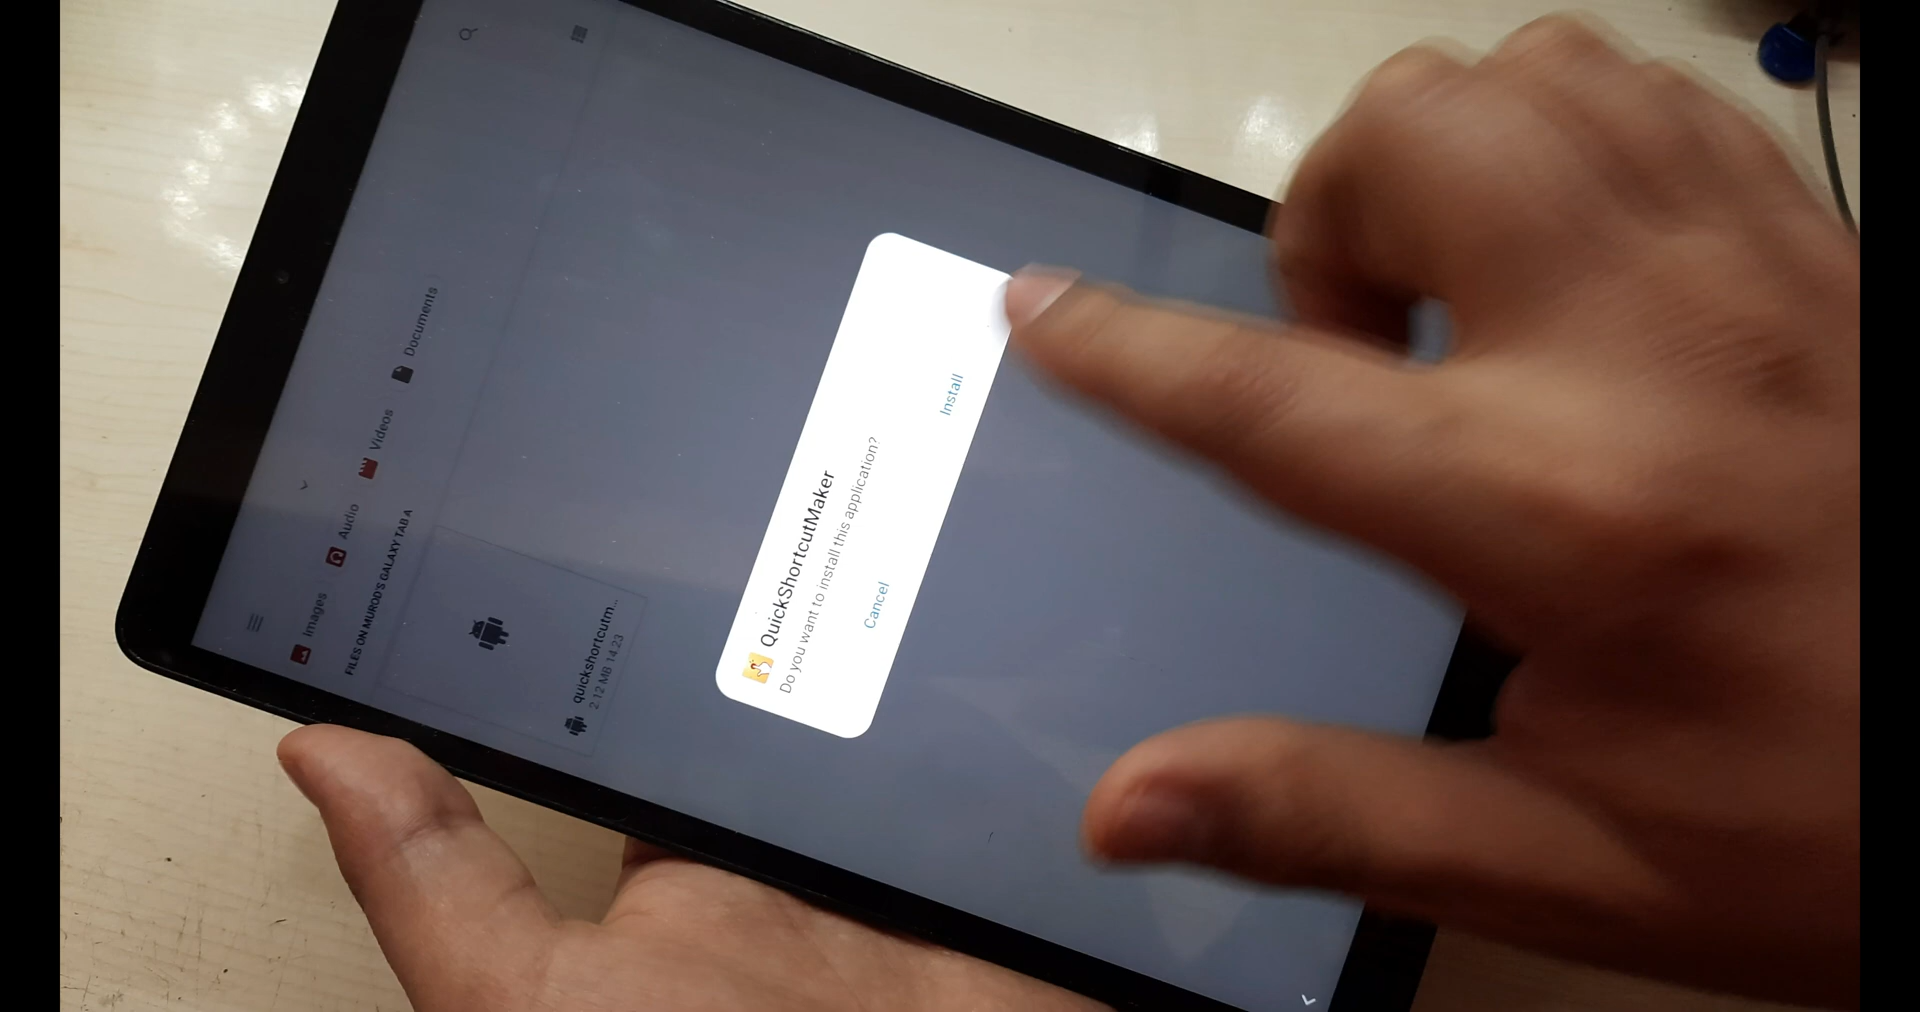 Images
Audio
Videos
Documents
FILES ON MUROD'S GALAXY TAB A
quickshortcutm...
2.12 MB 14:23
QuickShortcutMaker
Do you want to install this application?
Cancel
Install